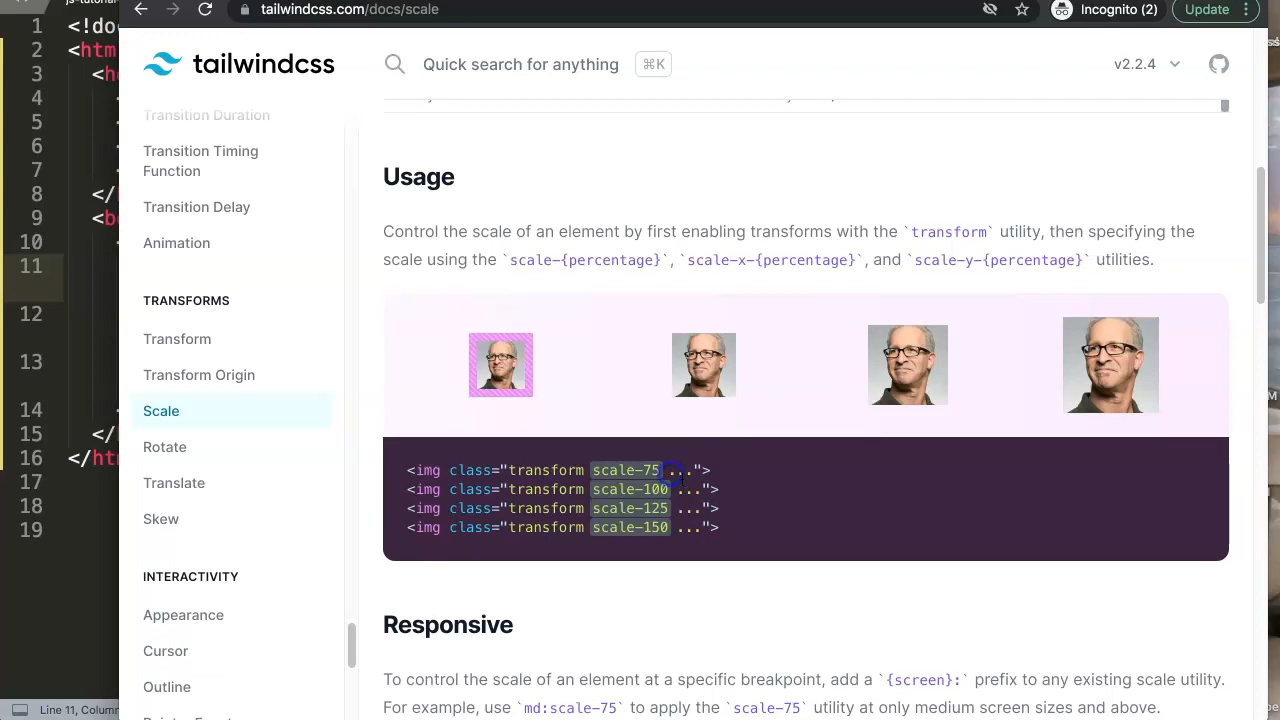 js-tutorial
tailwindcss.com/docs/scale
Incognito (2)
Update
1 <!doc
2 <htm
3 <he
4 <
5
6
7
8 </
9 <b
10 <
11
12
13
14 <
15 </
16 </htm
17
18
19
Line 11, Column
tailwindcss
Quick search for anything
⌘K
v2.2.4
Transition Duration
Transition Timing
Function
Transition Delay
Animation
TRANSFORMS
Transform
Transform Origin
Scale
Rotate
Translate
Skew
INTERACTIVITY
Appearance
Cursor
Outline
Usage
Control the scale of an element by first enabling transforms with the `transform` utility, then specifying the
scale using the `scale-{percentage}`, `scale-x-{percentage}`, and `scale-y-{percentage}` utilities.
<img class="transform scale-75 ...">
<img class="transform scale-100 ...">
<img class="transform scale-125 ...">
<img class="transform scale-150 ...">
Responsive
To control the scale of an element at a specific breakpoint, add a `{screen}:` prefix to any existing scale utility.
For example, use `md:scale-75` to apply the `scale-75` utility at only medium screen sizes and above.